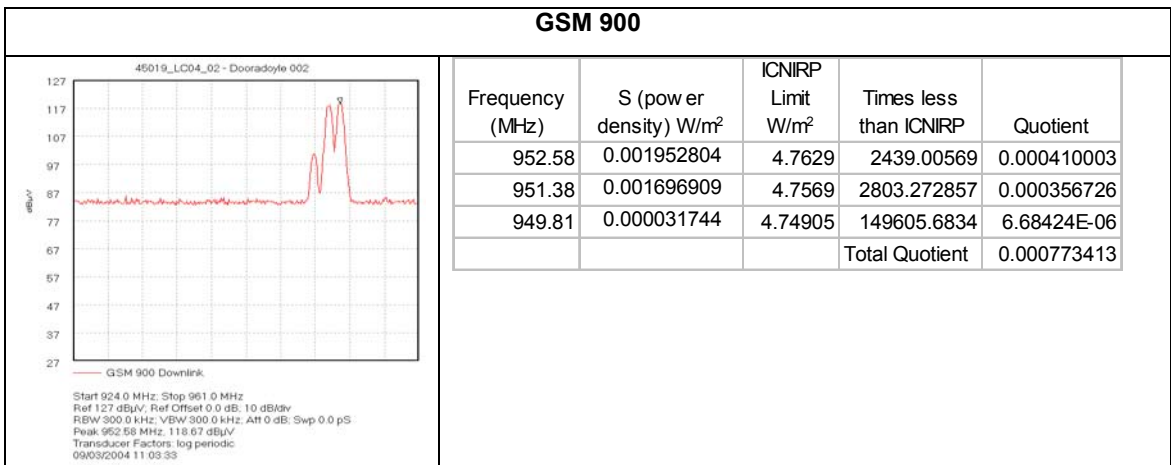 GSM 900
45019_LC04_02 - Dooradoyle 002
127
117
107
97
87
77
67
57
47
37
27
dBµV
GSM 900 Downlink
Start 924.0 MHz; Stop 961.0 MHz
Ref 127 dBµV; Ref Offset 0.0 dB; 10 dB/div
RBW 300.0 kHz; VBW 300.0 kHz; Att 0 dB; Swp 0.0 pS
Peak 952.58 MHz, 118.67 dBµV
Transducer Factors: log periodic
09/03/2004 11:03:33
Frequency (MHz) S (pow er density) W/m² ICNIRP Limit W/m² Times less than ICNIRP Quotient
952.58 0.001952804 4.7629 2439.00569 0.000410003
951.38 0.001696909 4.7569 2803.272857 0.000356726
949.81 0.000031744 4.74905 149605.6834 6.68424E-06
Total Quotient 0.000773413